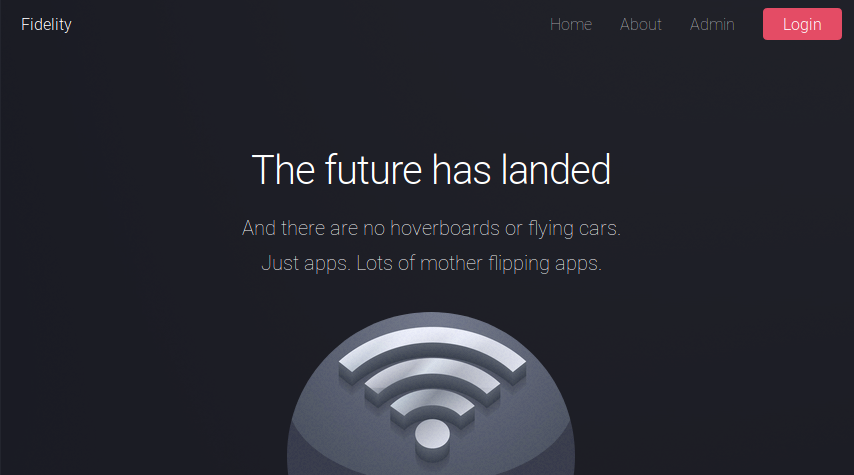 Fidelity
Home About Admin Login
The future has landed
And there are no hoverboards or flying cars.
Just apps. Lots of mother flipping apps.